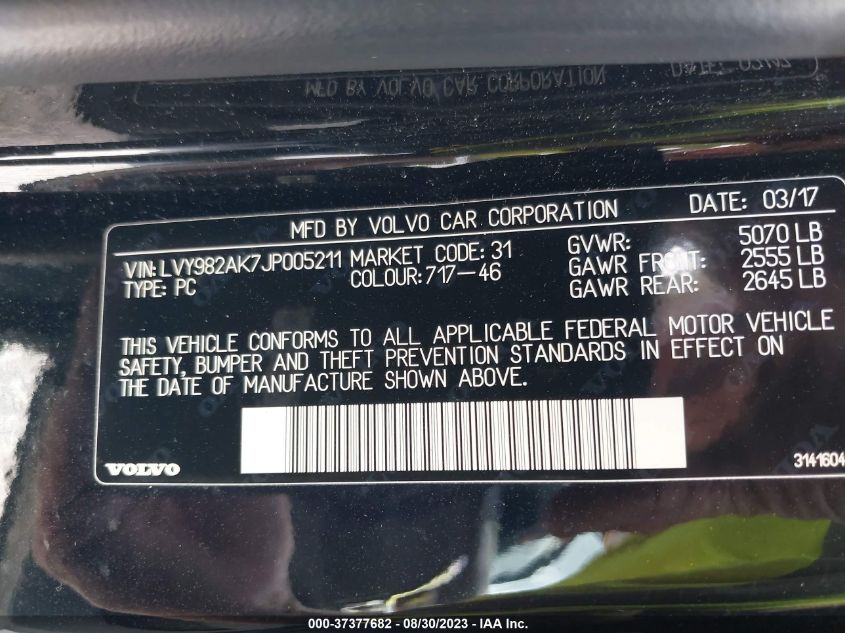 MFD BY VOLVO CAR CORPORATION DATE: 03/17
VIN: LVY982AK7JP005211 MARKET CODE: 31 GVWR: 5070 LB
TYPE: PC COLOUR: 717-46 GAWR FRONT: 2555 LB
GAWR REAR: 2645 LB
THIS VEHICLE CONFORMS TO ALL APPLICABLE FEDERAL MOTOR VEHICLE
SAFETY, BUMPER AND THEFT PREVENTION STANDARDS IN EFFECT ON
THE DATE OF MANUFACTURE SHOWN ABOVE.
VOLVO
3141604
000-37377682 - 08/30/2023 - IAA Inc.